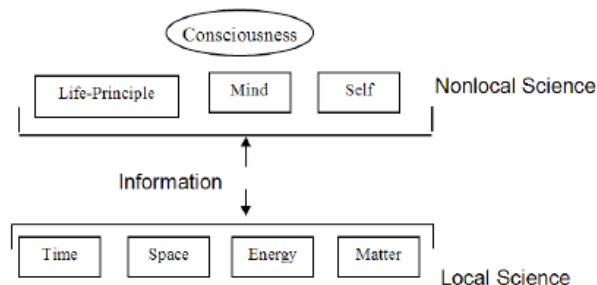 Consciousness
Life-Principle
Mind
Self
Nonlocal Science
Information
Time
Space
Energy
Matter
Local Science